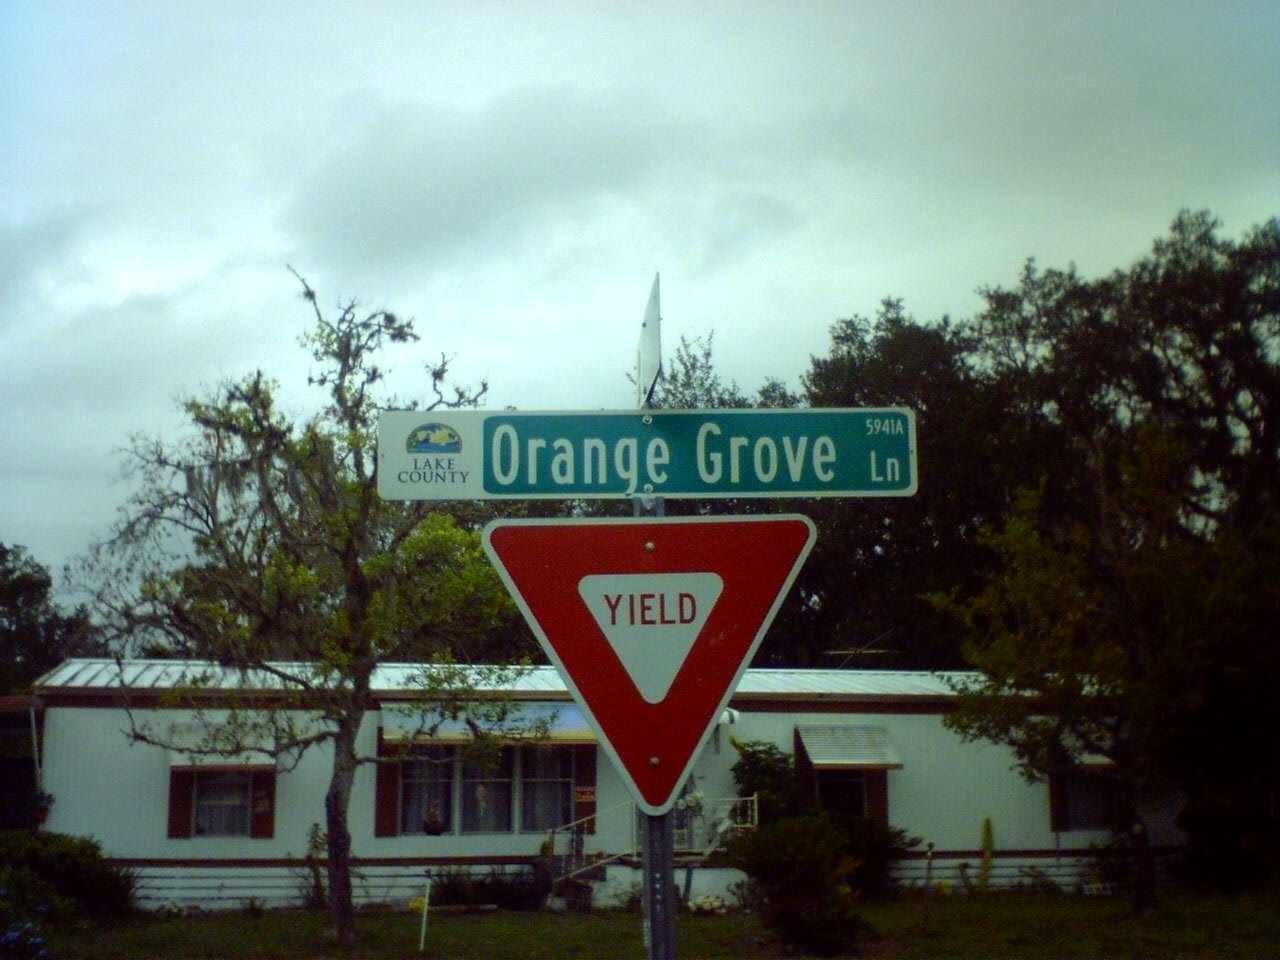 LAKE
COUNTY
Orange Grove
5941A
Ln
YIELD